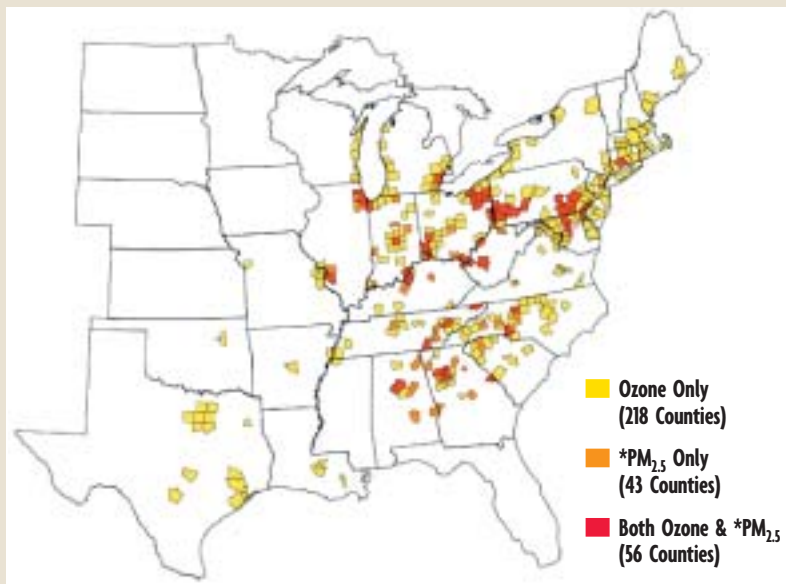 Ozone Only
(218 Counties)
*PM2.5 Only
(43 Counties)
Both Ozone & *PM2.5
(56 Counties)